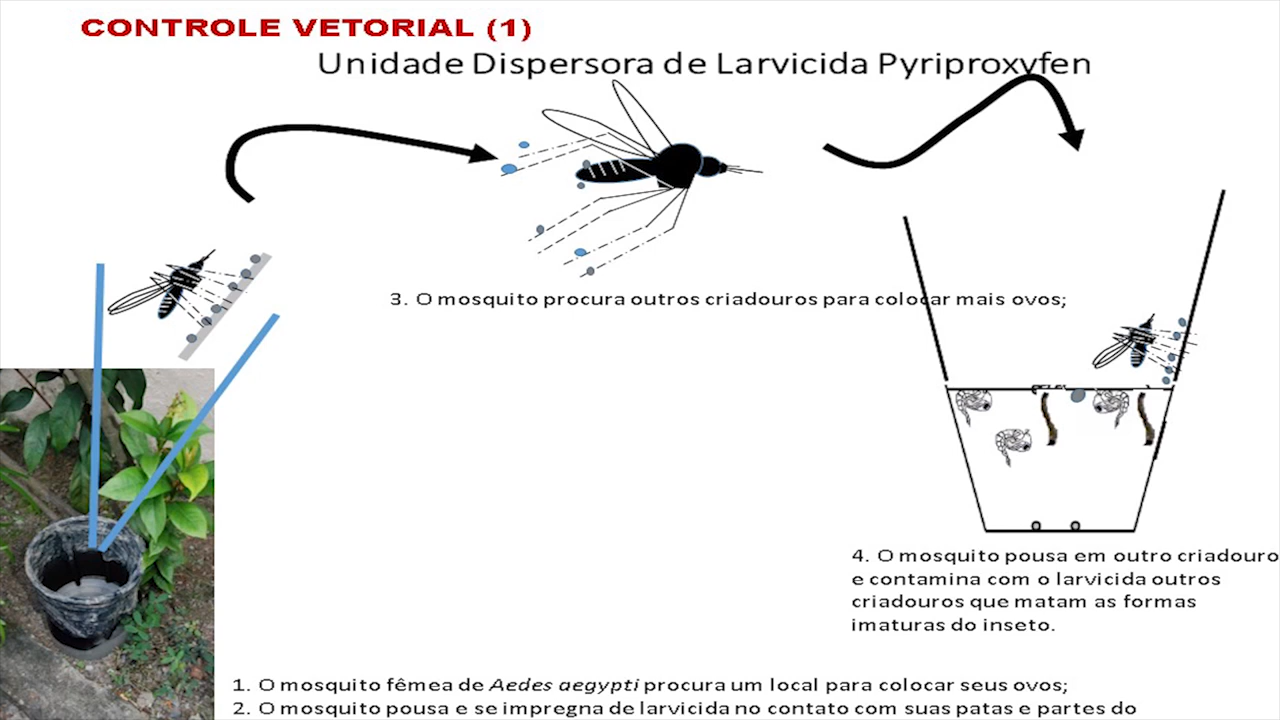 CONTROLE VETORIAL (1)
Unidade Dispersora de Larvicida Pyriproxyfen
3. O mosquito procura outros criadouros para colocar mais ovos;
4. O mosquito pousa em outro criadouro
e contamina com o larvicida outros
criadouros que matam as formas
imaturas do inseto.
1. O mosquito fêmea de Aedes aegypti procura um local para colocar seus ovos;
2. O mosquito pousa e se impregna de larvicida no contato com suas patas e partes do